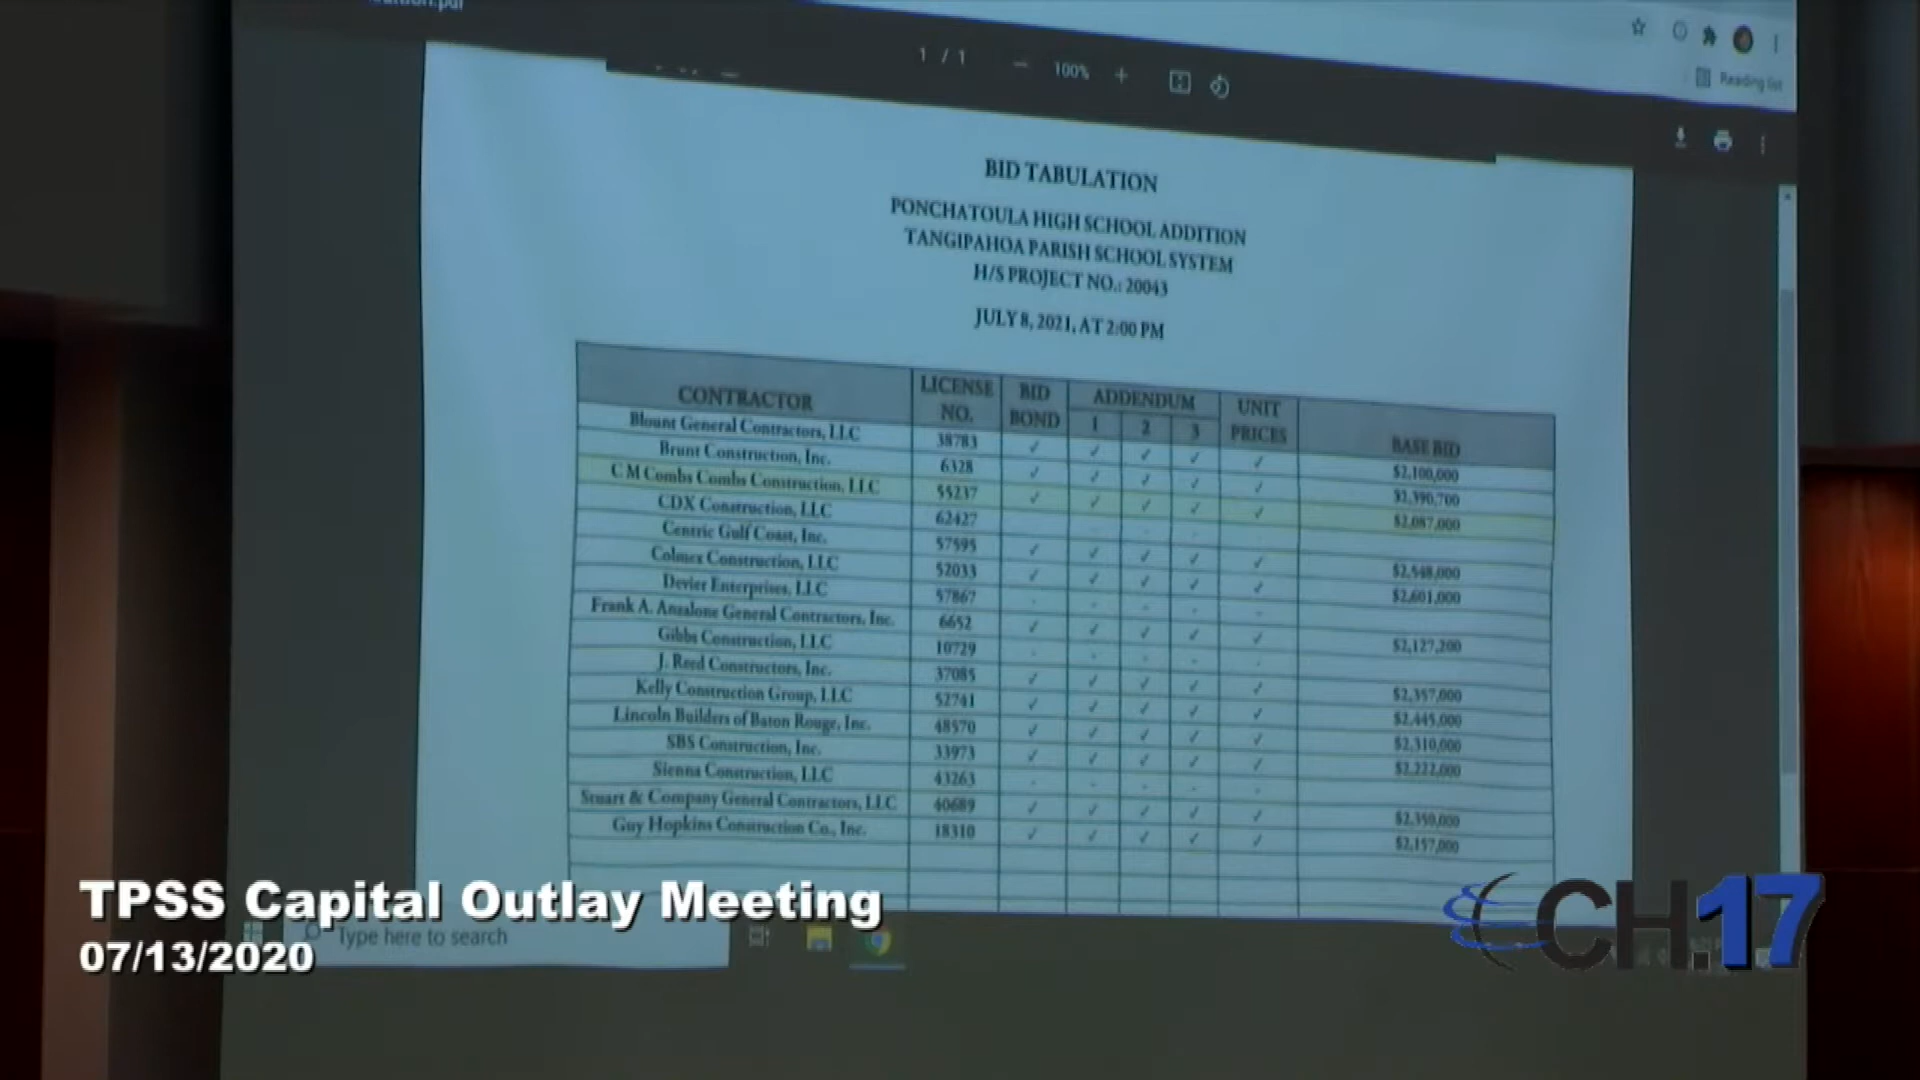 1 / 1
100%
Reading list
BID TABULATION
PONCHATOULA HIGH SCHOOL ADDITION
TANGIPAHOA PARISH SCHOOL SYSTEM
H/S PROJECT NO.: 20043
JULY 8, 2021, AT 2:00 PM
CONTRACTOR LICENSE NO. BID BOND ADDENDUM 1 2 3 UNIT PRICES BASE BID
Blount General Contractors, LLC 38783 ✓ ✓ ✓ ✓ ✓ $2,100,000
Brunt Construction, Inc. 6328 ✓ ✓ ✓ ✓ ✓ $2,390,700
C M Combs Combs Construction, LLC 55237 ✓ ✓ ✓ ✓ ✓ $2,087,000
CDX Construction, LLC 62427 - - - - -
Centric Gulf Coast, Inc. 57595 ✓ ✓ ✓ ✓ ✓ $2,548,000
Colmex Construction, LLC 52033 ✓ ✓ ✓ ✓ ✓ $2,601,000
Devier Enterprises, LLC 57867 - - - - -
Frank A. Anzalone General Contractors, Inc. 6652 ✓ ✓ ✓ ✓ ✓ $2,127,200
Gibbs Construction, LLC 10729 - - - - -
J. Reed Constructors, Inc. 37085 ✓ ✓ ✓ ✓ ✓ $2,357,000
Kelly Construction Group, LLC 52741 ✓ ✓ ✓ ✓ ✓ $2,445,000
Lincoln Builders of Baton Rouge, Inc. 48570 ✓ ✓ ✓ ✓ ✓ $2,310,000
SBS Construction, Inc. 33973 ✓ ✓ ✓ ✓ ✓ $2,222,000
Sienna Construction, LLC 43263 - - - - -
Stuart & Company General Contractors, LLC 40689 ✓ ✓ ✓ ✓ ✓ $2,359,000
Guy Hopkins Construction Co., Inc. 18310 ✓ ✓ ✓ ✓ ✓ $2,157,000
TPSS Capital Outlay Meeting
07/13/2020
Type here to search
CH.17